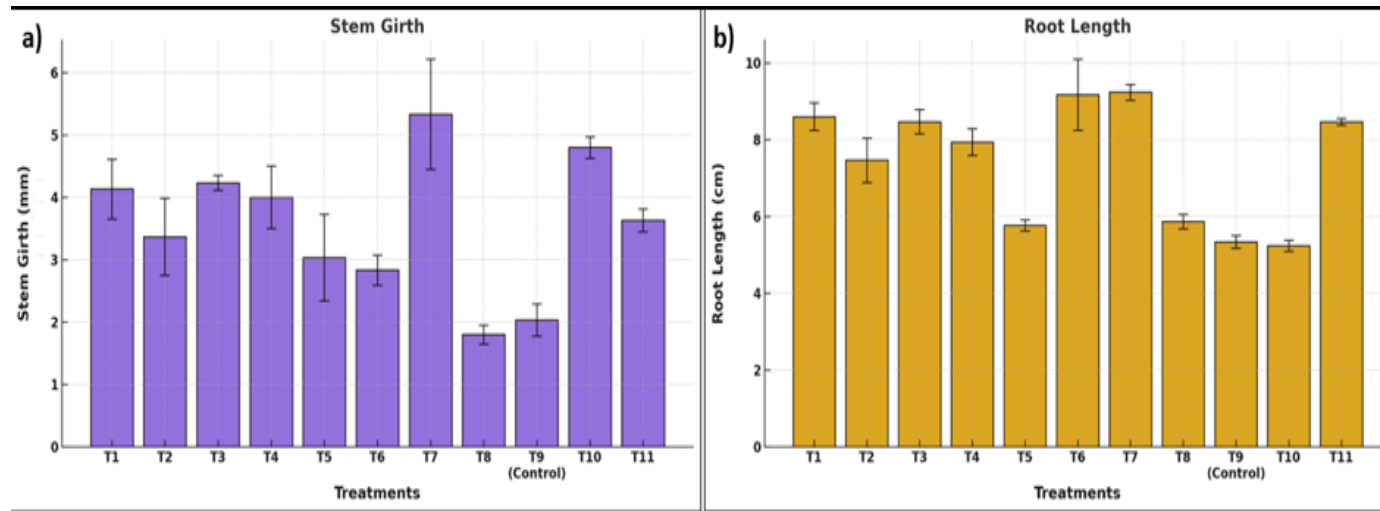 a)
Stem Girth
Stem Girth (mm)
6
5
4
3
2
1
0
T1 T2 T3 T4 T5 T6 T7 T8 T9 T10 T11
(Control)
Treatments
b)
Root Length
Root Length (cm)
10
8
6
4
2
0
T1 T2 T3 T4 T5 T6 T7 T8 T9 T10 T11
(Control)
Treatments